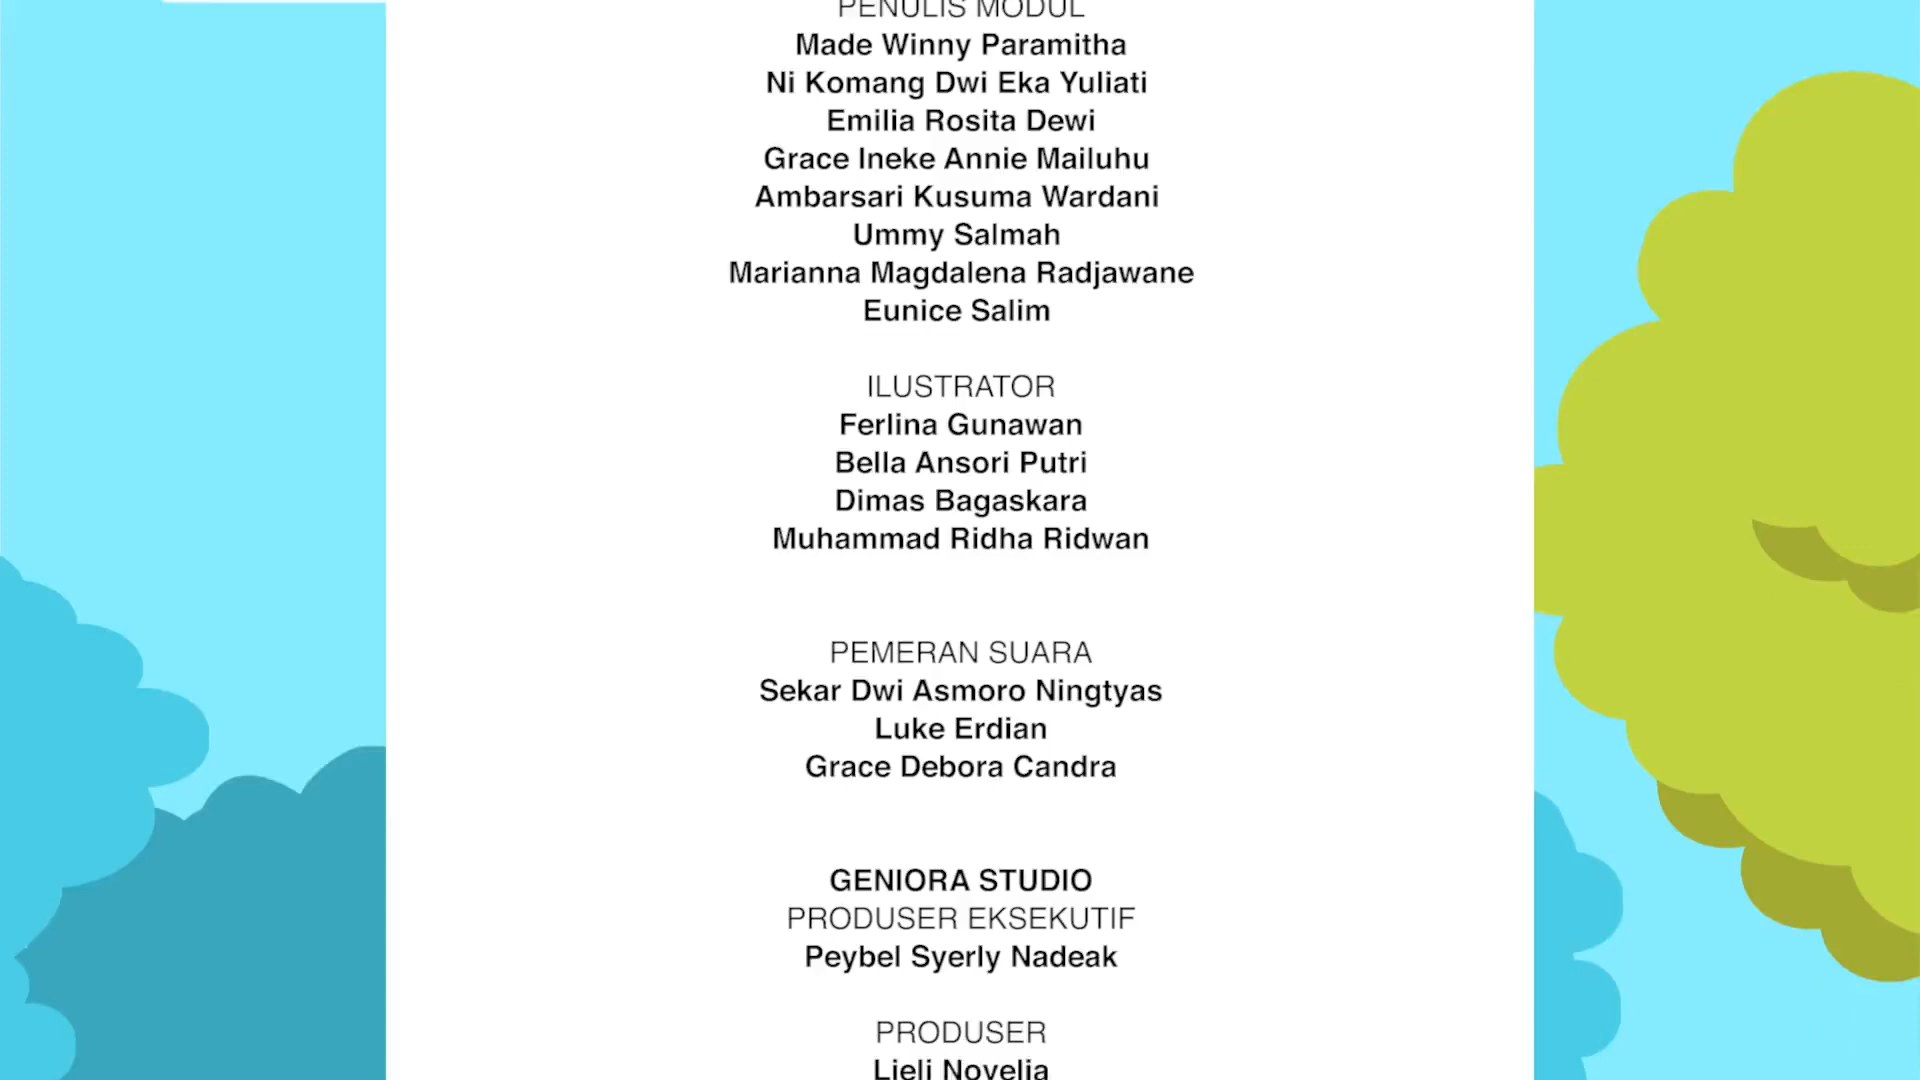 PENULIS MODUL
Made Winny Paramitha
Ni Komang Dwi Eka Yuliati
Emilia Rosita Dewi
Grace Ineke Annie Mailuhu
Ambarsari Kusuma Wardani
Ummy Salmah
Marianna Magdalena Radjawane
Eunice Salim
ILUSTRATOR
Ferlina Gunawan
Bella Ansori Putri
Dimas Bagaskara
Muhammad Ridha Ridwan
PEMERAN SUARA
Sekar Dwi Asmoro Ningtyas
Luke Erdian
Grace Debora Candra
GENIORA STUDIO
PRODUSER EKSEKUTIF
Peybel Syerly Nadeak
PRODUSER
Lieli Novelia